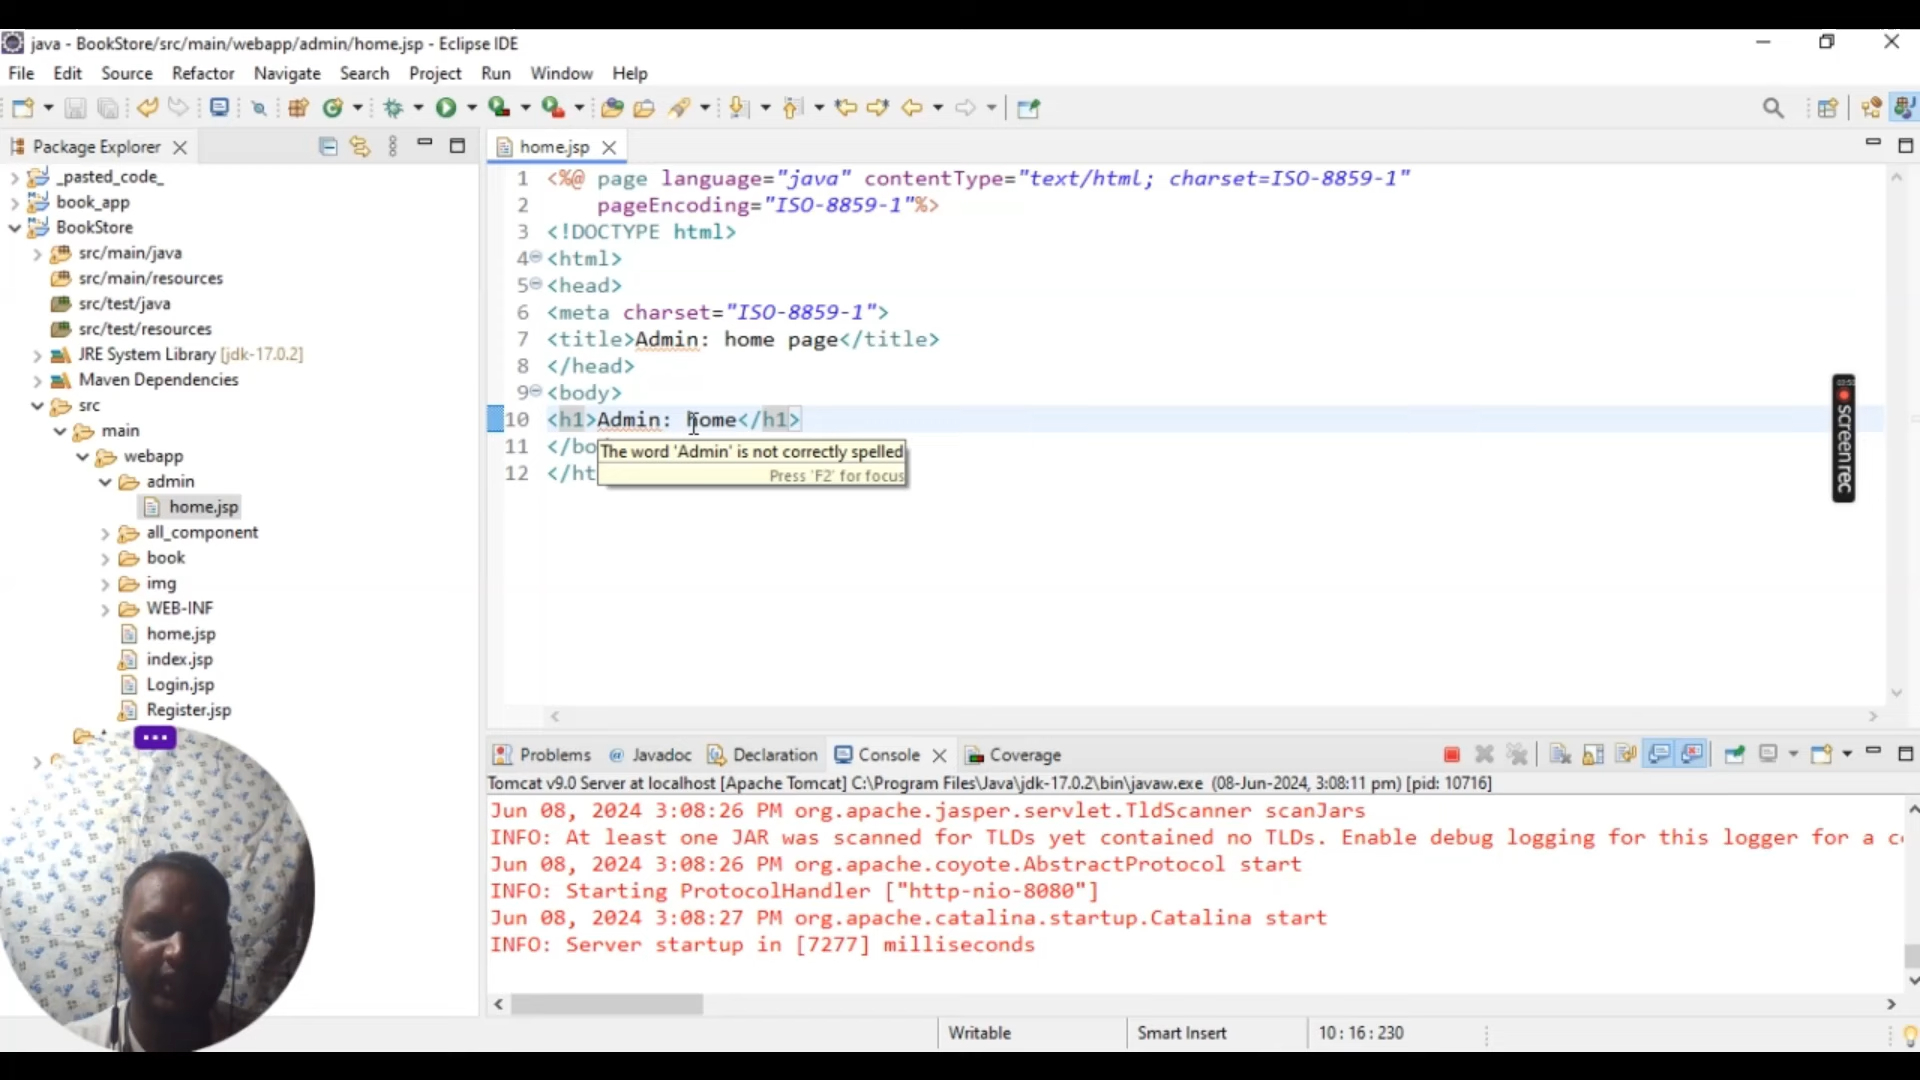 java - BookStore/src/main/webapp/admin/home.jsp - Eclipse IDE
File Edit Source Refactor Navigate Search Project Run Window Help
Package Explorer
_pasted_code_
book_app
BookStore
src/main/java
src/main/resources
src/test/java
src/test/resources
JRE System Library [jdk-17.0.2]
Maven Dependencies
src
main
webapp
admin
home.jsp
all_component
book
img
WEB-INF
home.jsp
index.jsp
Login.jsp
Register.jsp
home.jsp
1 <%@ page language="java" contentType="text/html; charset=ISO-8859-1"
2 pageEncoding="ISO-8859-1"%>
3 <!DOCTYPE html>
4 <html>
5 <head>
6 <meta charset="ISO-8859-1">
7 <title>Admin: home page</title>
8 </head>
9 <body>
10 <h1>Admin: home</h1>
11 </bo
12 </ht
The word 'Admin' is not correctly spelled
Press 'F2' for focus
screenrec
Problems Javadoc Declaration Console Coverage
Tomcat v9.0 Server at localhost [Apache Tomcat] C:\Program Files\Java\jdk-17.0.2\bin\javaw.exe (08-Jun-2024, 3:08:11 pm) [pid: 10716]
Jun 08, 2024 3:08:26 PM org.apache.jasper.servlet.TldScanner scanJars
INFO: At least one JAR was scanned for TLDs yet contained no TLDs. Enable debug logging for this logger for a c
Jun 08, 2024 3:08:26 PM org.apache.coyote.AbstractProtocol start
INFO: Starting ProtocolHandler ["http-nio-8080"]
Jun 08, 2024 3:08:27 PM org.apache.catalina.startup.Catalina start
INFO: Server startup in [7277] milliseconds
Writable Smart Insert 10 : 16 : 230